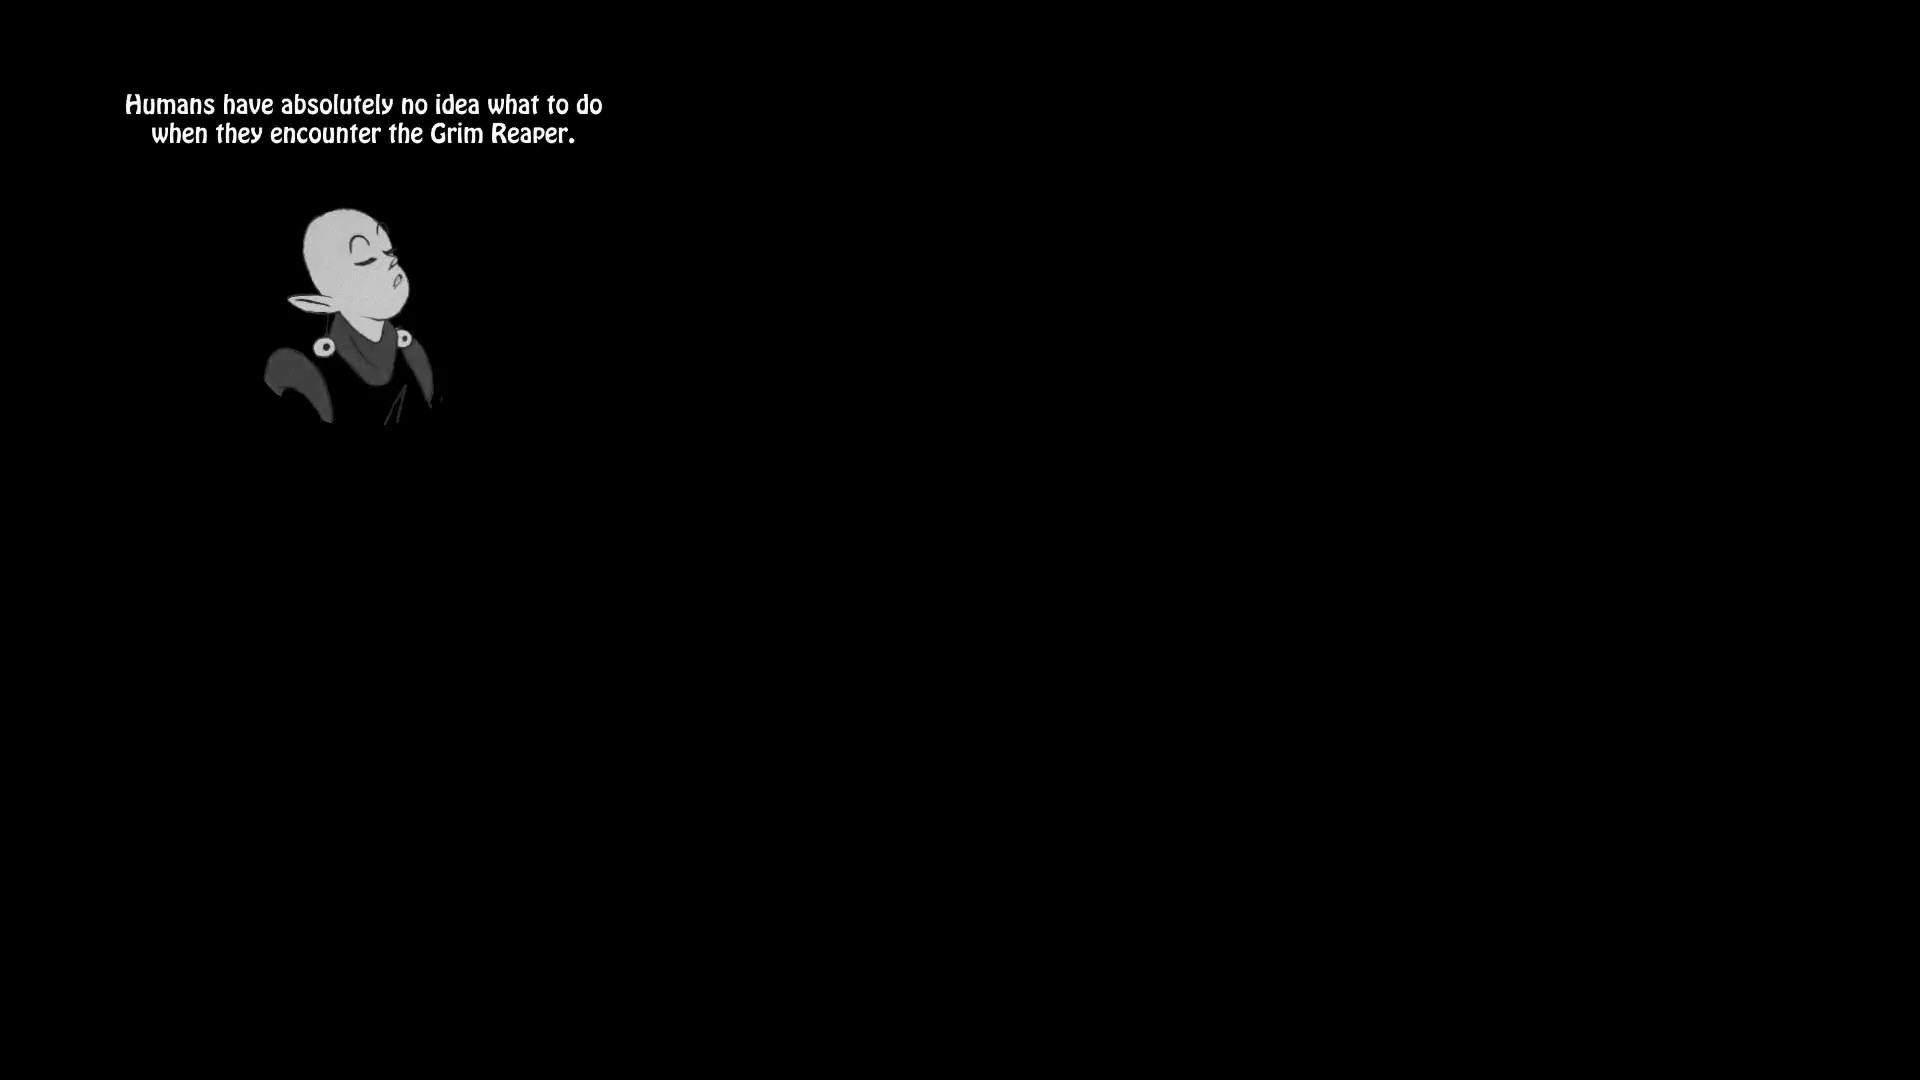 Humans have absolutely no idea what to do
when they encounter the Grim Reaper.